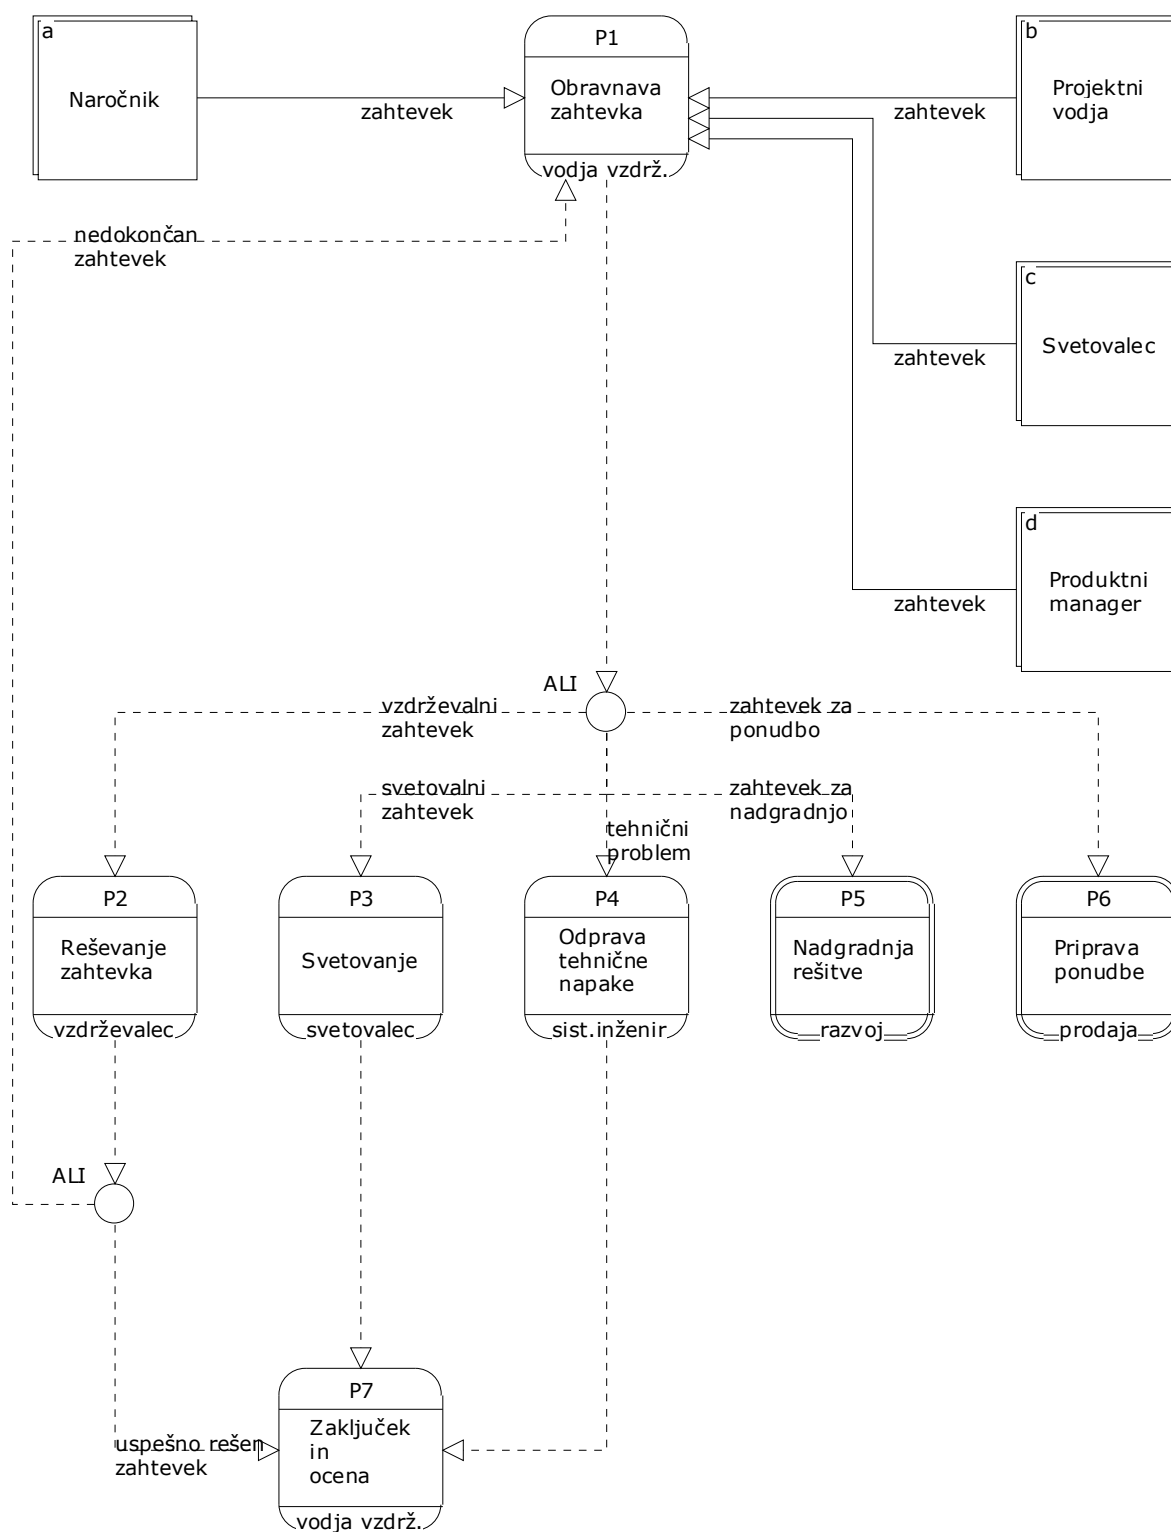 a
Naročnik
zahtevek
P1
Obravnava
zahtevka
vodja vzdrž.
b
Projektni
vodja
zahtevek
nedokončan
zahtevek
c
Svetovalec
zahtevek
d
Produktni
manager
zahtevek
ALI
vzdrževalni
zahtevek
zahtevek za
ponudbo
svetovalni
zahtevek
zahtevek za
nadgradnjo
tehnični
problem
P2
Reševanje
zahtevka
vzdrževalec
P3
Svetovanje
svetovalec
P4
Odprava
tehnične
napake
sist.inženir
P5
Nadgradnja
rešitve
razvoj
P6
Priprava
ponudbe
prodaja
ALI
uspešno rešen
zahtevek
P7
Zaključek
in
ocena
vodja vzdrž.